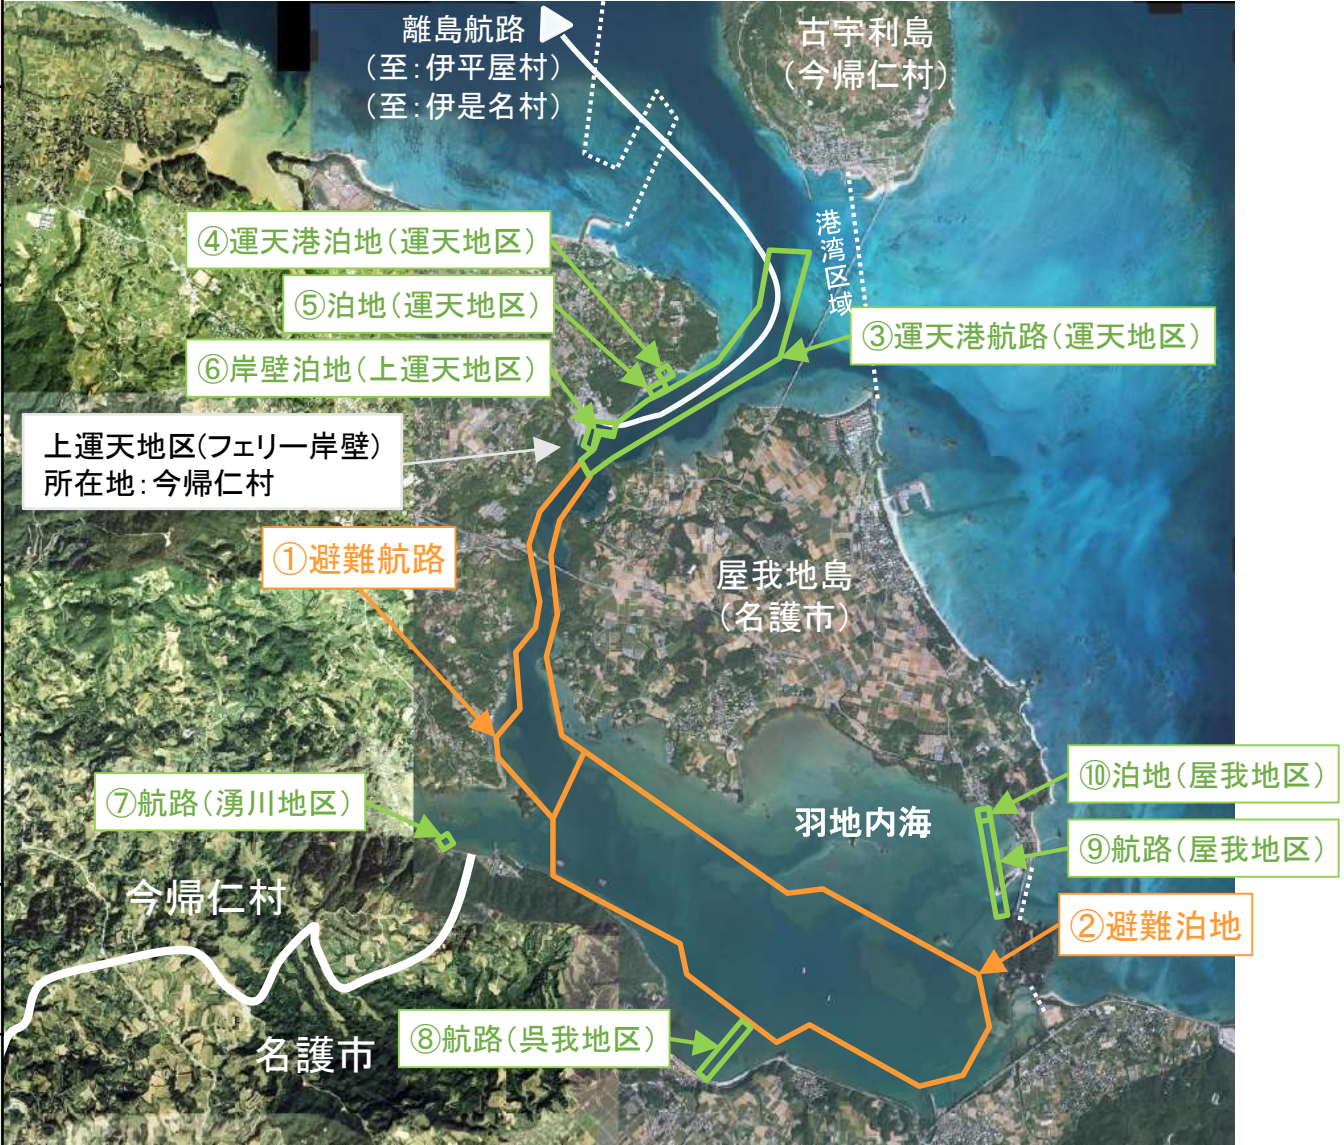 離島航路
（至：伊平屋村）
（至：伊是名村）
古宇利島
（今帰仁村）
港湾区域
④運天港泊地（運天地区）
⑤泊地（運天地区）
⑥岸壁泊地（上運天地区）
③運天港航路（運天地区）
上運天地区(フェリー岸壁)
所在地：今帰仁村
①避難航路
屋我地島
（名護市）
⑦航路（湧川地区）
羽地内海
⑩泊地（屋我地区）
⑨航路（屋我地区）
今帰仁村
②避難泊地
名護市
⑧航路（呉我地区）